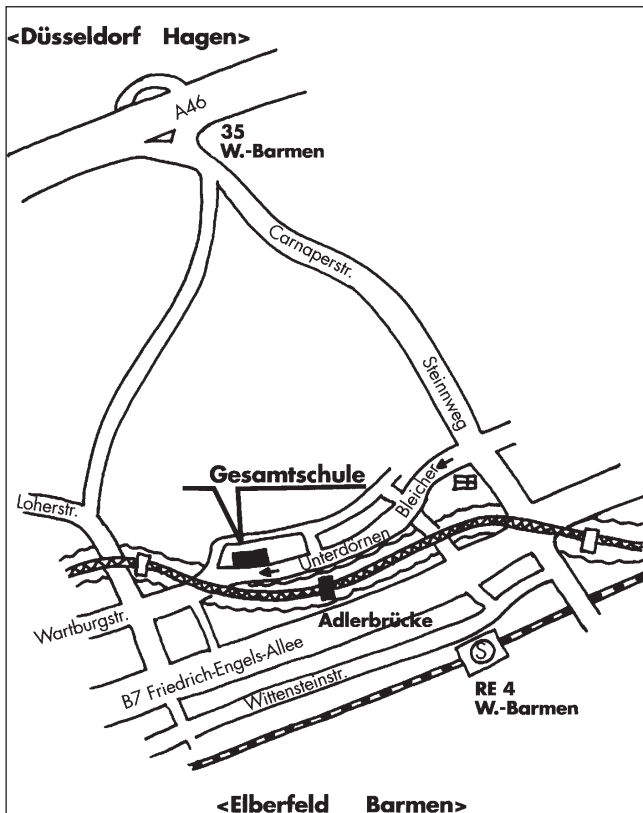 <Düsseldorf Hagen>
A46
35
W.-Barmen
Carnaperstr.
Steinnweg
Gesamtschule
Bleicher
Loherstr.
Unterdörnen
Wartburgstr.
Adlerbrücke
B7 Friedrich-Engels-Allee
Wittensteinstr.
S
RE 4
W.-Barmen
<Elberfeld Barmen>